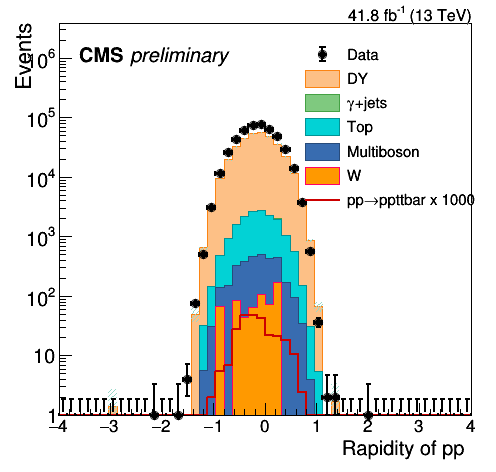 41.8 fb⁻¹ (13 TeV)
Events
CMS preliminary
Data
DY
γ+jets
Top
Multiboson
W
pp→ppttbar x 1000
10⁶
10⁵
10⁴
10³
10²
10
1
−4 −3 −2 −1 0 1 2 3 4
Rapidity of pp